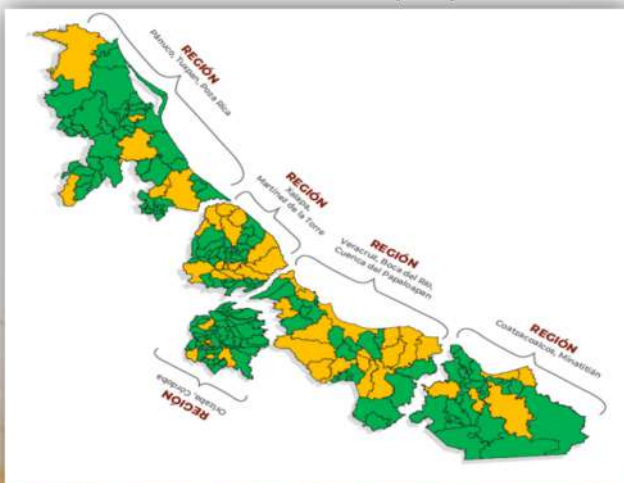 REGIÓN
Pánuco, Tuxpan, Poza Rica
REGIÓN
Xalapa,
Martínez de la Torre
REGIÓN
Veracruz, Boca del Río,
Cuenca del Papaloapan
REGIÓN
Coatzacoalcos, Minatitlán
REGIÓN
Orizaba, Córdoba